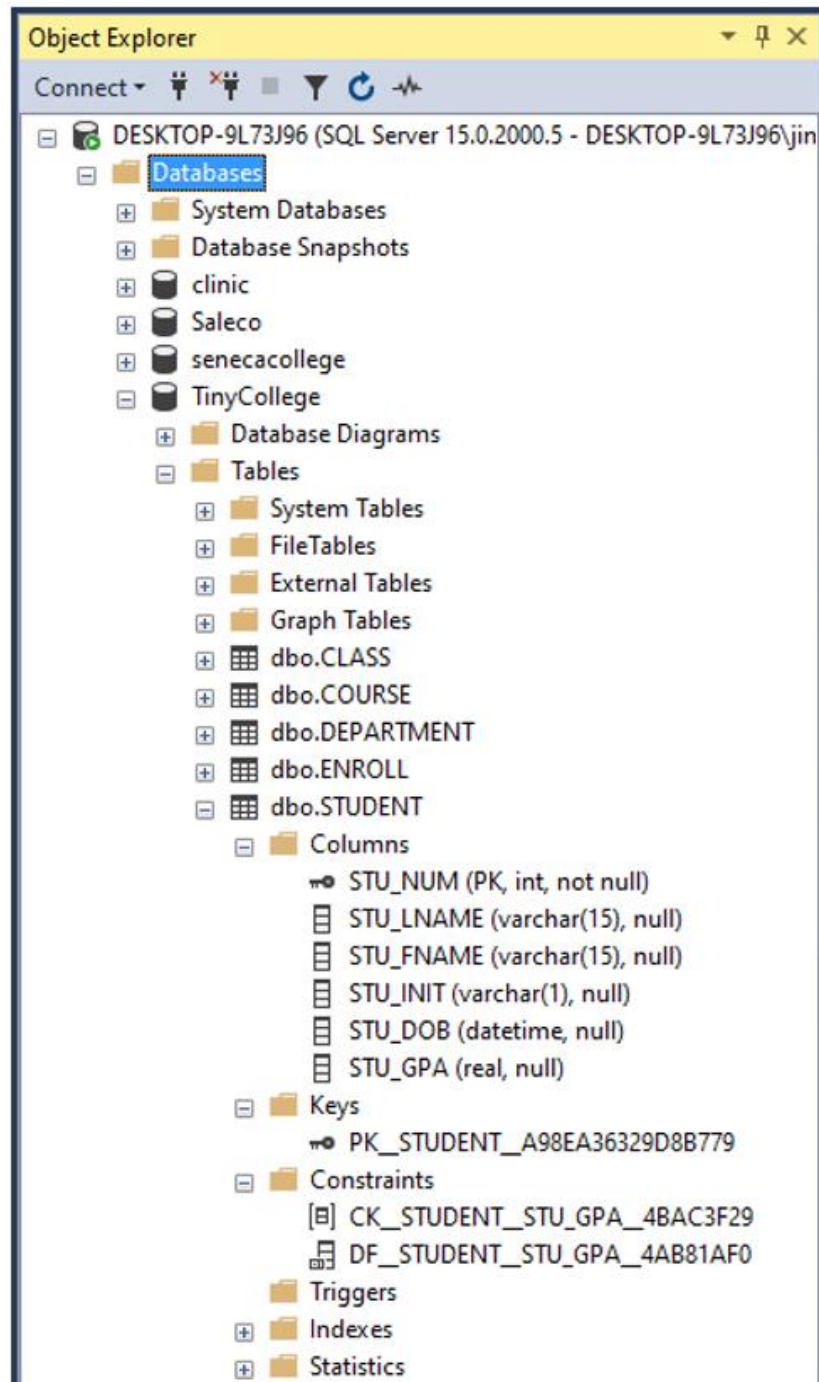 Object Explorer
Connect
DESKTOP-9L73J96 (SQL Server 15.0.2000.5 - DESKTOP-9L73J96\jin
Databases
System Databases
Database Snapshots
clinic
Saleco
senecacollege
TinyCollege
Database Diagrams
Tables
System Tables
FileTables
External Tables
Graph Tables
dbo.CLASS
dbo.COURSE
dbo.DEPARTMENT
dbo.ENROLL
dbo.STUDENT
Columns
STU_NUM (PK, int, not null)
STU_LNAME (varchar(15), null)
STU_FNAME (varchar(15), null)
STU_INIT (varchar(1), null)
STU_DOB (datetime, null)
STU_GPA (real, null)
Keys
PK__STUDENT__A98EA36329D8B779
Constraints
CK__STUDENT__STU_GPA__4BAC3F29
DF__STUDENT__STU_GPA__4AB81AF0
Triggers
Indexes
Statistics